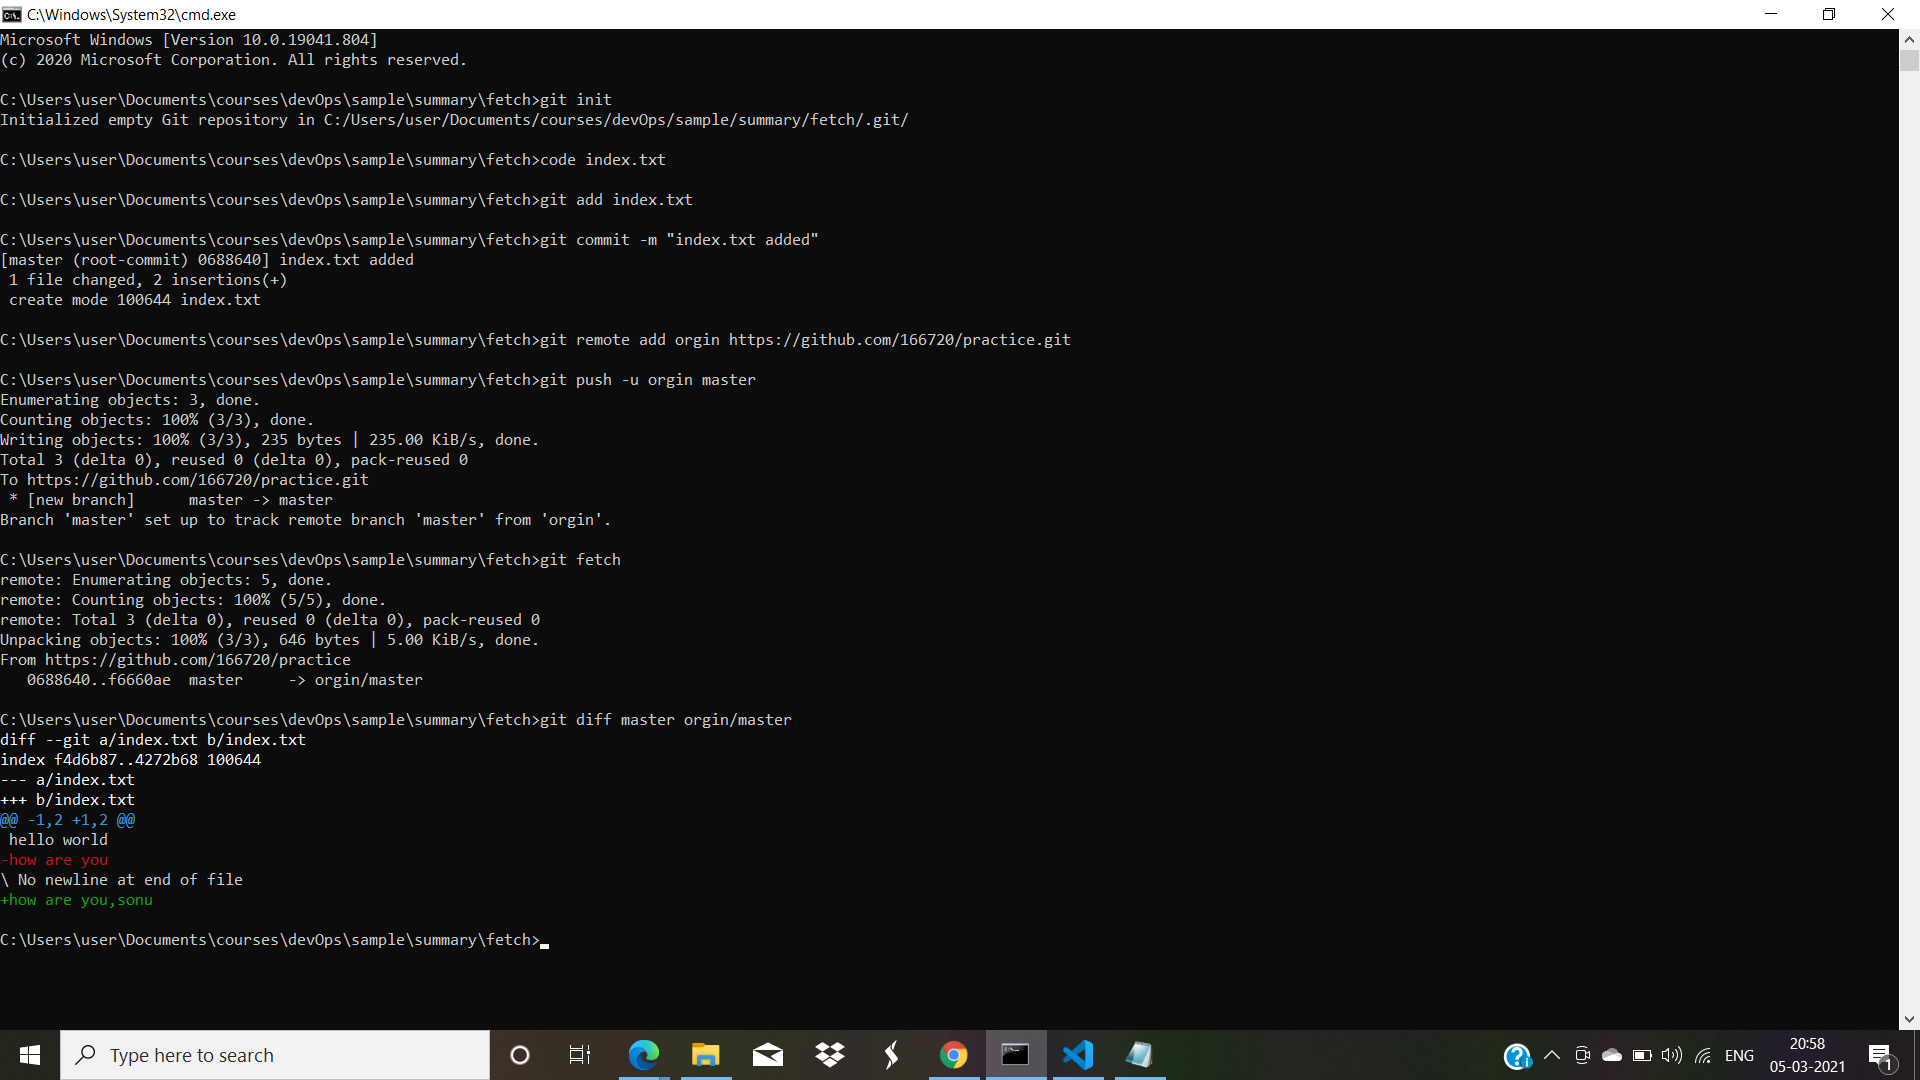 C:\Windows\System32\cmd.exe
Microsoft Windows [Version 10.0.19041.804]
(c) 2020 Microsoft Corporation. All rights reserved.
C:\Users\user\Documents\courses\devOps\sample\summary\fetch>git init
Initialized empty Git repository in C:/Users/user/Documents/courses/devOps/sample/summary/fetch/.git/
C:\Users\user\Documents\courses\devOps\sample\summary\fetch>code index.txt
C:\Users\user\Documents\courses\devOps\sample\summary\fetch>git add index.txt
C:\Users\user\Documents\courses\devOps\sample\summary\fetch>git commit -m "index.txt added"
[master (root-commit) 0688640] index.txt added
 1 file changed, 2 insertions(+)
 create mode 100644 index.txt
C:\Users\user\Documents\courses\devOps\sample\summary\fetch>git remote add orgin https://github.com/166720/practice.git
C:\Users\user\Documents\courses\devOps\sample\summary\fetch>git push -u orgin master
Enumerating objects: 3, done.
Counting objects: 100% (3/3), done.
Writing objects: 100% (3/3), 235 bytes | 235.00 KiB/s, done.
Total 3 (delta 0), reused 0 (delta 0), pack-reused 0
To https://github.com/166720/practice.git
 * [new branch]      master -> master
Branch 'master' set up to track remote branch 'master' from 'orgin'.
C:\Users\user\Documents\courses\devOps\sample\summary\fetch>git fetch
remote: Enumerating objects: 5, done.
remote: Counting objects: 100% (5/5), done.
remote: Total 3 (delta 0), reused 0 (delta 0), pack-reused 0
Unpacking objects: 100% (3/3), 646 bytes | 5.00 KiB/s, done.
From https://github.com/166720/practice
   0688640..f6660ae  master     -> orgin/master
C:\Users\user\Documents\courses\devOps\sample\summary\fetch>git diff master orgin/master
diff --git a/index.txt b/index.txt
index f4d6b87..4272b68 100644
--- a/index.txt
+++ b/index.txt
@@ -1,2 +1,2 @@
 hello world
-how are you
\ No newline at end of file
+how are you,sonu
C:\Users\user\Documents\courses\devOps\sample\summary\fetch>
Type here to search
ENG
20:58
05-03-2021
1